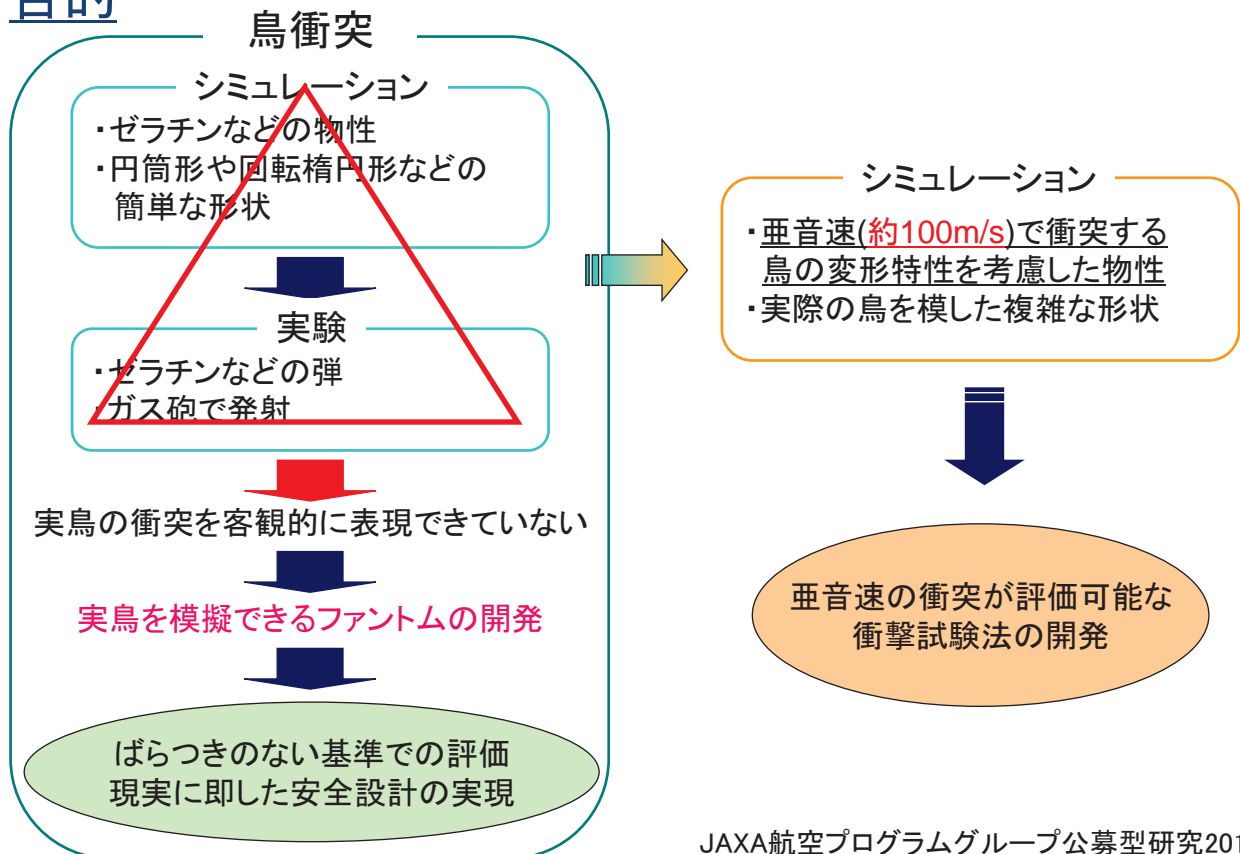 目的
鳥衝突
シミュレーション
・ゼラチンなどの物性
・円筒形や回転楕円形などの
簡単な形状
実験
・ゼラチンなどの弾
・ガス砲で発射
実鳥の衝突を客観的に表現できていない
実鳥を模擬できるファントムの開発
ばらつきのない基準での評価
現実に即した安全設計の実現
シミュレーション
・亜音速(約100m/s)で衝突する
鳥の変形特性を考慮した物性
・実際の鳥を模した複雑な形状
亜音速の衝突が評価可能な
衝撃試験法の開発
JAXA航空プログラムグループ公募型研究201